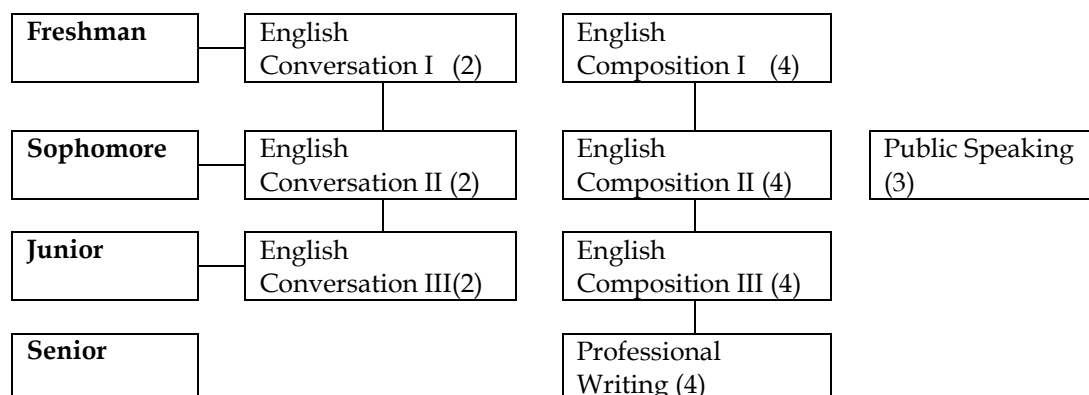 Freshman
English
Conversation I (2)
English
Composition I (4)
Sophomore
English
Conversation II (2)
English
Composition II (4)
Public Speaking
(3)
Junior
English
Conversation III(2)
English
Composition III (4)
Senior
Professional
Writing (4)